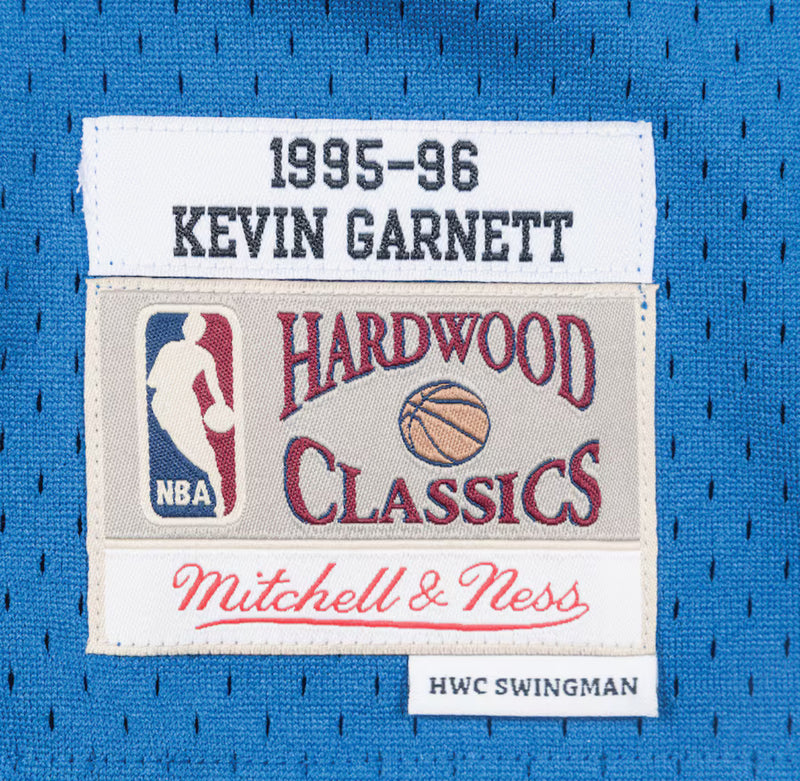 1995-96
KEVIN GARNETT
NBA
HARDWOOD
CLASSICS
Mitchell & Ness
HWC SWINGMAN